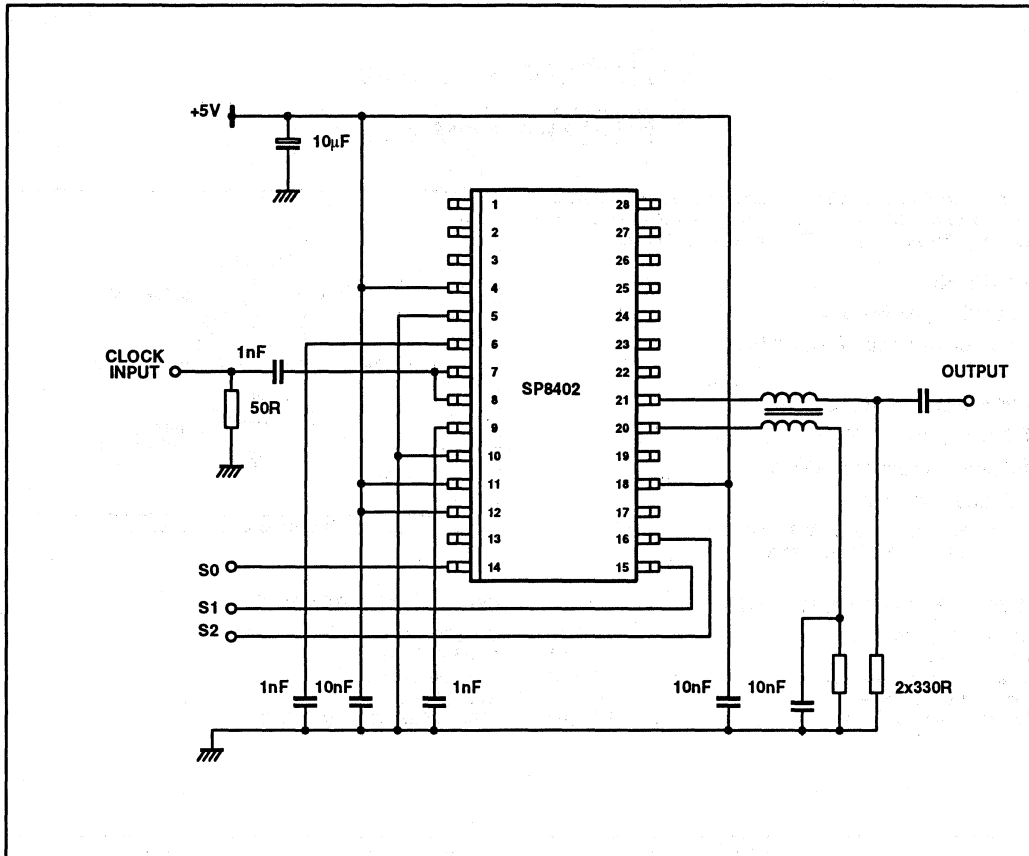 +5V
10µF
1 28
2 27
3 26
4 25
5 24
6 23
7 22
8 21
9 20
10 19
11 18
12 17
13 16
14 15
SP8402
CLOCK
INPUT
1nF
50R
OUTPUT
S0
S1
S2
1nF 10nF 1nF 10nF 10nF 2x330R